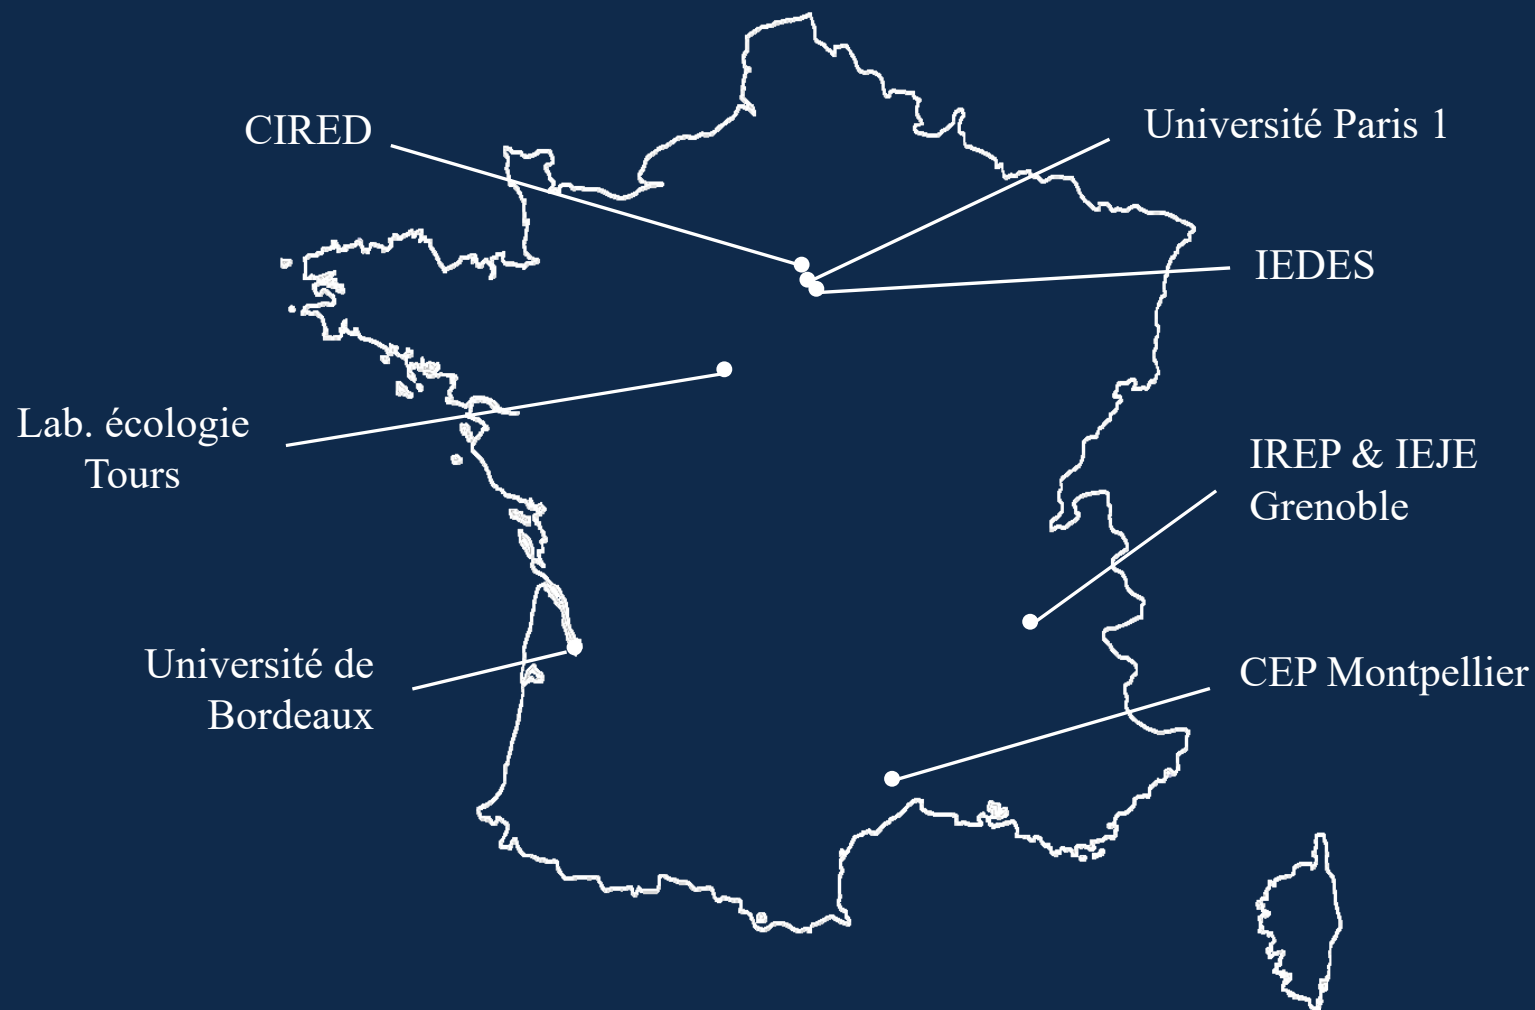 CIRED
Université Paris 1
IEDES
Lab. écologie
Tours
IREP & IEJE
Grenoble
Université de
Bordeaux
CEP Montpellier